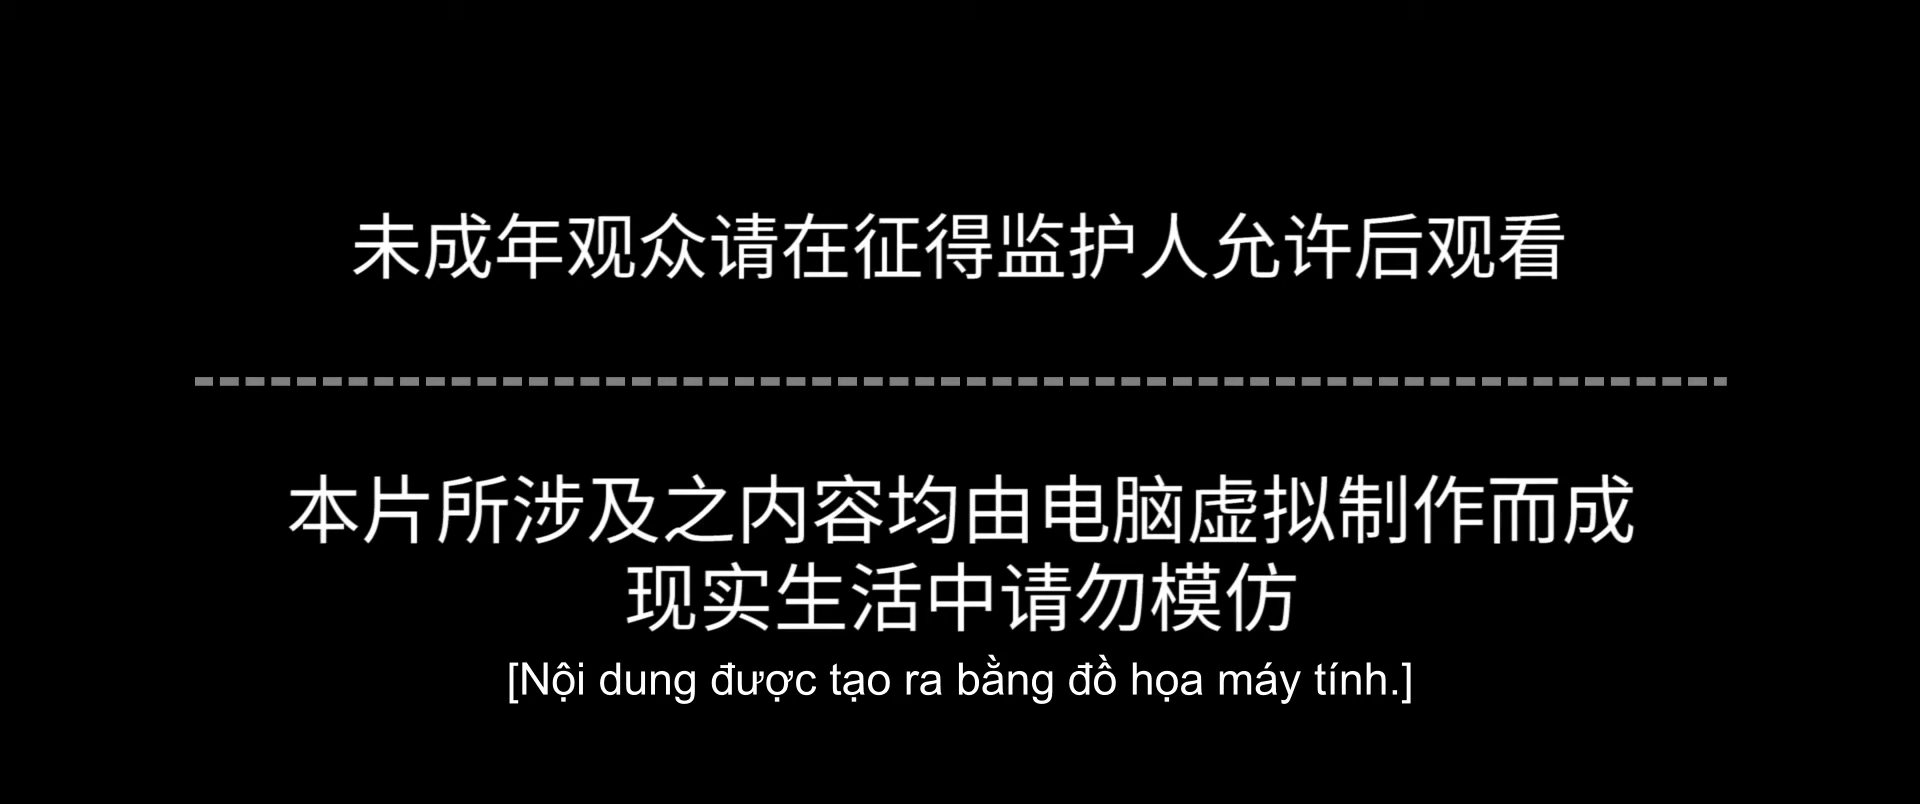 未成年观众请在征得监护人允许后观看
本片所涉及之内容均由电脑虚拟制作而成
现实生活中请勿模仿
[Nội dung được tạo ra bằng đồ họa máy tính.]